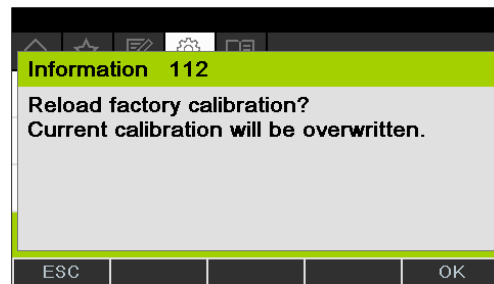 Information 112
Reload factory calibration?
Current calibration will be overwritten.
ESC
OK